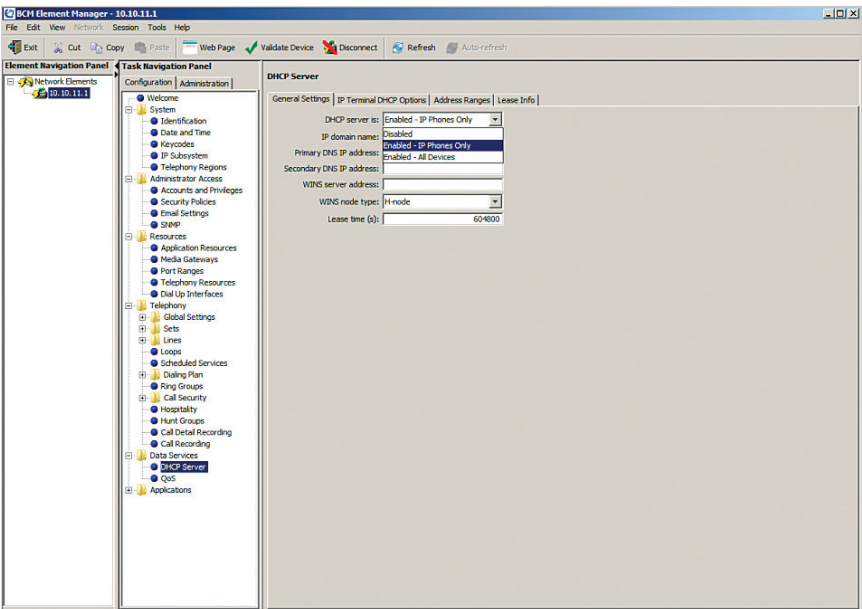 BCM Element Manager - 10.10.11.1
File Edit View Network Session Tools Help
Exit Cut Copy Paste Web Page Validate Device Disconnect Refresh Auto-refresh
Element Navigation Panel
Network Elements
10.10.11.1
Task Navigation Panel
Configuration Administration
Welcome
System
Identification
Date and Time
Keycodes
IP Subsystem
Telephony Regions
Administrator Access
Accounts and Privileges
Security Policies
Email Settings
SNMP
Resources
Application Resources
Media Gateways
Port Ranges
Telephony Resources
Dial Up Interfaces
Telephony
Global Settings
Sets
Lines
Loops
Scheduled Services
Dialing Plan
Ring Groups
Call Security
Hospitality
Hunt Groups
Call Detail Recording
Call Recording
Data Services
DHCP Server
QoS
Applications
DHCP Server
General Settings IP Terminal DHCP Options Address Ranges Lease Info
DHCP server is: Enabled - IP Phones Only
IP domain name: Disabled
Enabled - IP Phones Only
Primary DNS IP address: Enabled - All Devices
Secondary DNS IP address:
WINS server address:
WINS node type: H-node
Lease time (s): 604800